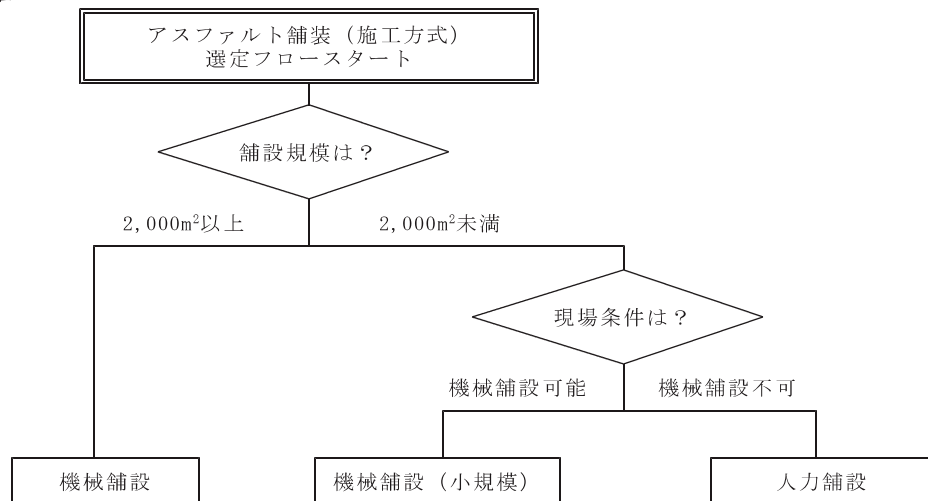 アスファルト舗装（施工方式）
選定フロースタート
舗設規模は？
2,000m²以上
2,000m²未満
現場条件は？
機械舗設可能
機械舗設不可
機械舗設
機械舗設（小規模）
人力舗設